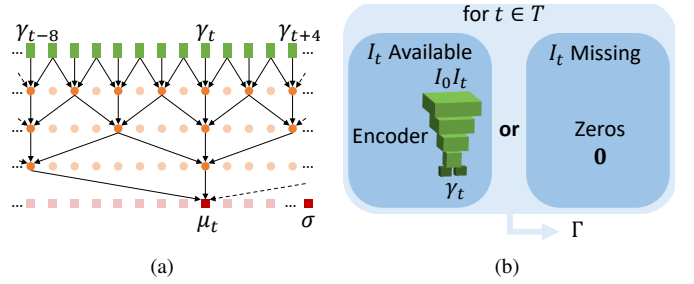 γt−8 γt γt+4
... ...
... ...
... ...
... ...
... ... σ
μt
(a)
for t ∈ T
It Available
I0It
Encoder
γt
or
It Missing
Zeros
0
Γ
(b)